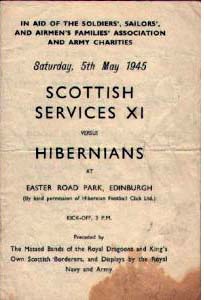 IN AID OF THE SOLDIERS', SAILORS',
AND AIRMEN'S FAMILIES' ASSOCIATION
AND ARMY CHARITIES
Saturday, 5th May 1945
SCOTTISH
SERVICES XI
VERSUS
HIBERNIANS
AT
EASTER ROAD PARK, EDINBURGH
(By kind permission of Hibernian Football Club Ltd.)
KICK-OFF, 3 P.M.
Preceded by
The Massed Bands of the Royal Dragoons and King's
Own Scottish Borderers, and Displays by the Royal
Navy and Army